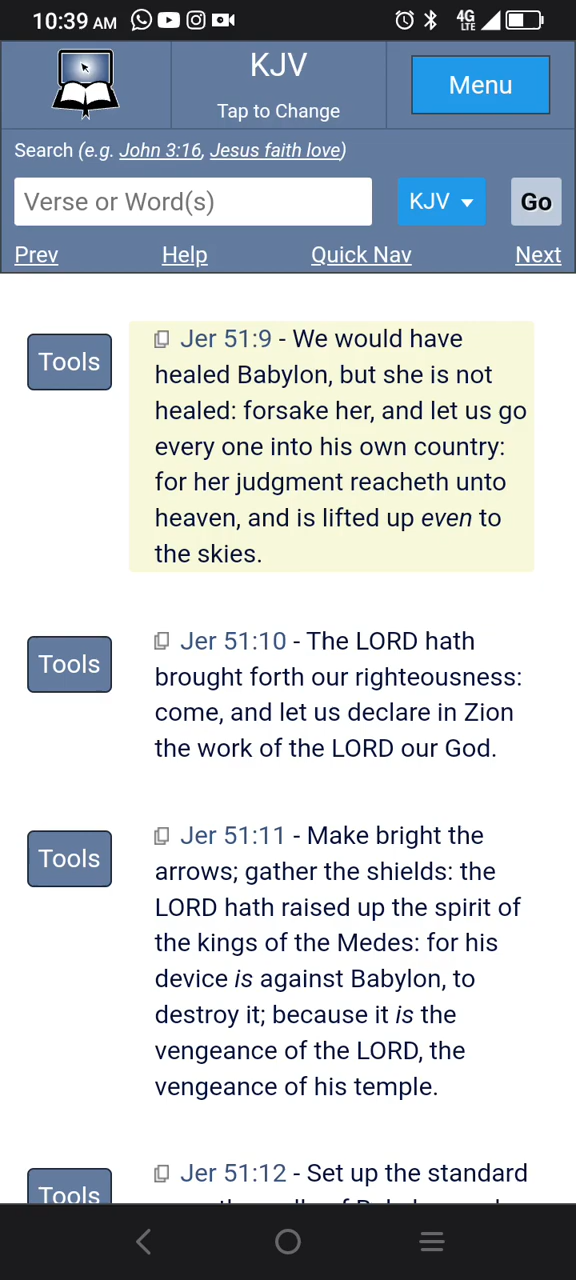 10:39 AM
4G
LTE
KJV
Tap to Change
Menu
Search (e.g. John 3:16, Jesus faith love)
Verse or Word(s)
KJV
Go
Prev
Help
Quick Nav
Next
Tools
Jer 51:9 - We would have
healed Babylon, but she is not
healed: forsake her, and let us go
every one into his own country:
for her judgment reacheth unto
heaven, and is lifted up even to
the skies.
Tools
Jer 51:10 - The LORD hath
brought forth our righteousness:
come, and let us declare in Zion
the work of the LORD our God.
Tools
Jer 51:11 - Make bright the
arrows; gather the shields: the
LORD hath raised up the spirit of
the kings of the Medes: for his
device is against Babylon, to
destroy it; because it is the
vengeance of the LORD, the
vengeance of his temple.
Tools
Jer 51:12 - Set up the standard